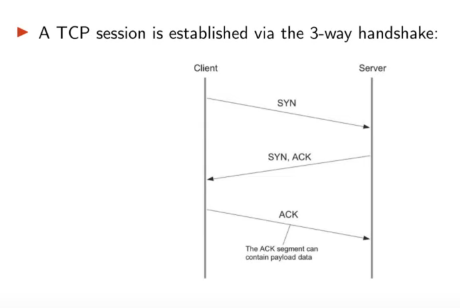 A TCP session is established via the 3-way handshake:
Client Server
SYN
SYN, ACK
ACK
The ACK segment can
contain payload data